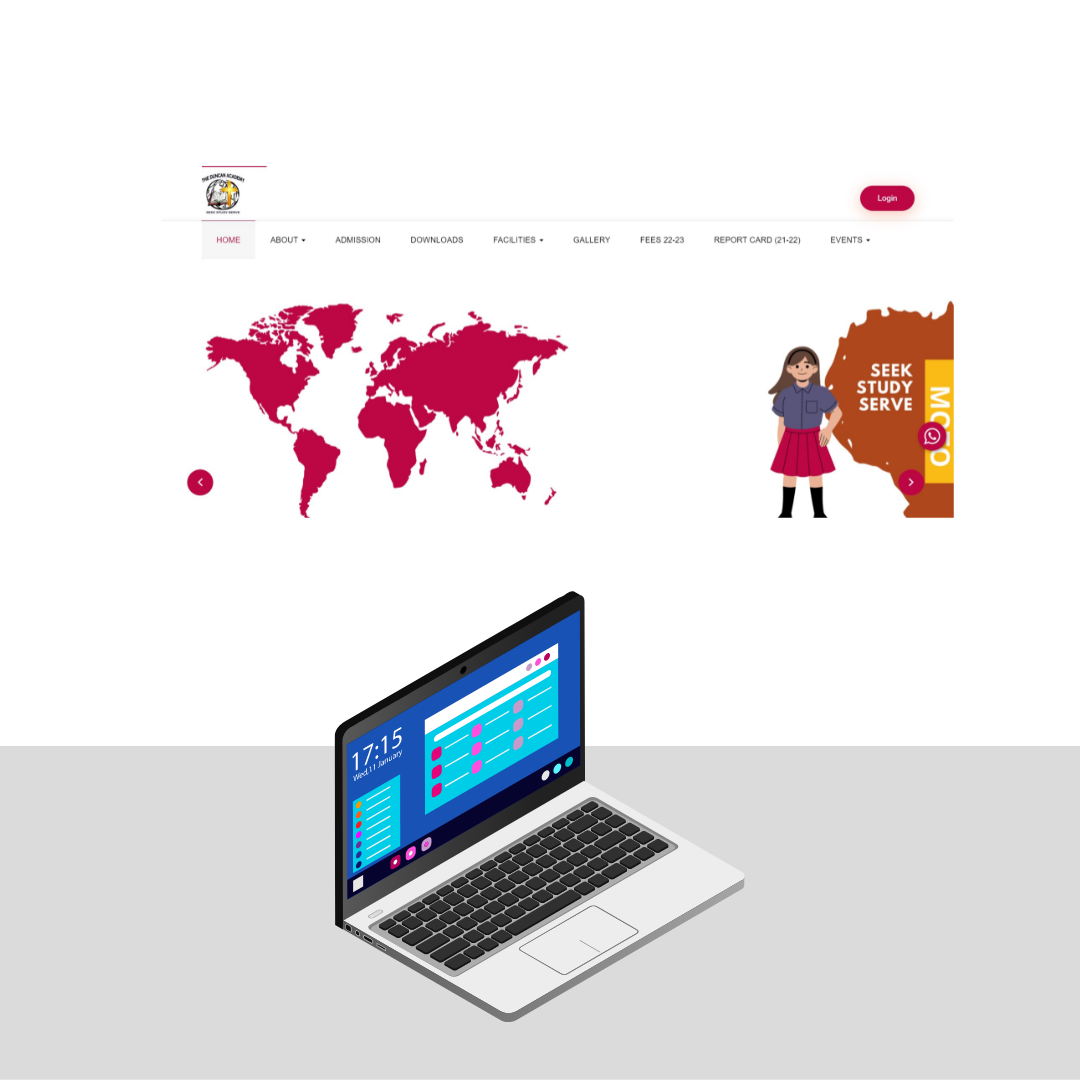 THE DUNCAN ACADEMY
SEEK STUDY SERVE
Login
HOME
ABOUT
ADMISSION
DOWNLOADS
FACILITIES
GALLERY
FEES 22-23
REPORT CARD (21-22)
EVENTS
SEEK
STUDY
SERVE
MOTO
17:15
Wed,11 January